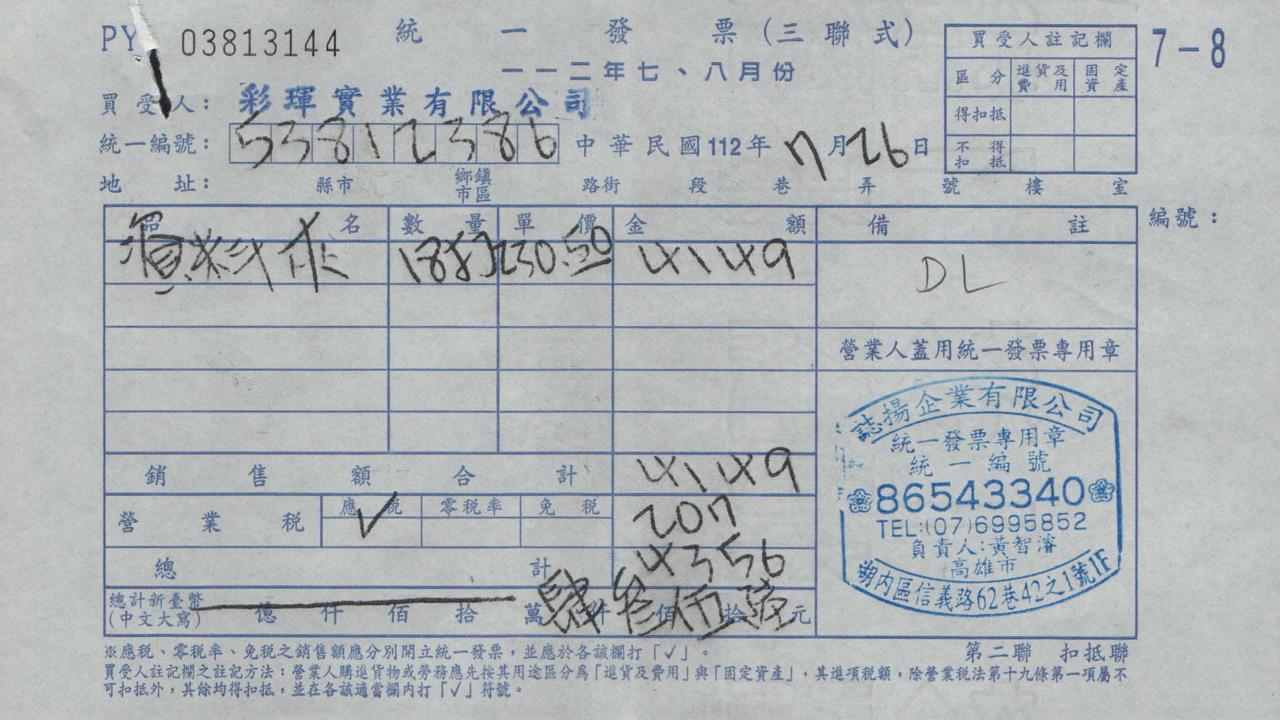 PY 03813144 統一發票(三聯式) 7-8
一一二年七、八月份
買受人: 彩琿實業有限公司
統一編號: 53812386 中華民國112年7月26日
地址: 縣市 鄉鎮市區 路街 段 巷 弄 號 樓 室
買受人註記欄
區分 進貨及費用 固定資產
得扣抵
不得扣抵
品名 數量 單價 金額 備註 編號:
資料夾 18打 230.50 4149 DL
營業人蓋用統一發票專用章
銷售額合計 4149
營業稅 應稅 ✓ 零稅率 免稅 207
總計 4356
總計新臺幣(中文大寫) 億 仟 佰 拾 萬 肆仟 參佰 伍拾 陸元
誌揚企業有限公司
統一發票專用章
統一編號
86543340
TEL:(07)6995852
負責人:黃智濬
高雄市
湖內區信義路62巷42之1號1F
※應稅、零稅率、免稅之銷售額應分別開立統一發票,並應於各該欄打「✓」。 第二聯 扣抵聯
買受人註記欄之註記方法:營業人購進貨物或勞務應先按其用途區分為「進貨及費用」與「固定資產」,其進項稅額,除營業稅法第十九條第一項屬不
可扣抵外,其餘均得扣抵,並在各該適當欄內打「✓」符號。